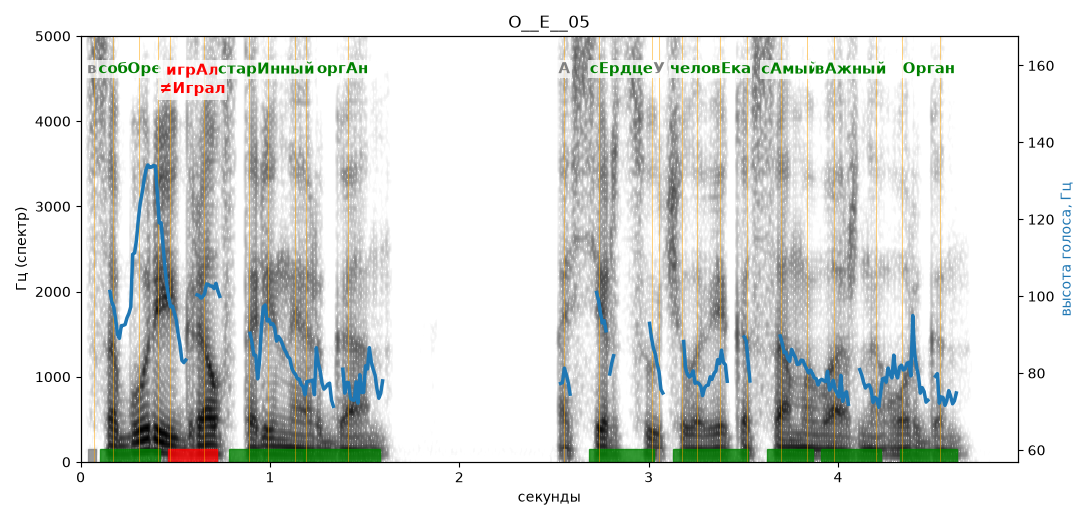 O__E__05
5000
4000
3000
2000
1000
0
Гц (спектр)
в собОре игрАл старИнный оргАн А сЕрдце У человЕка сАмый вАжный Орган
≠Играл
160
140
120
100
80
60
высота голоса, Гц
0 1 2 3 4
секунды